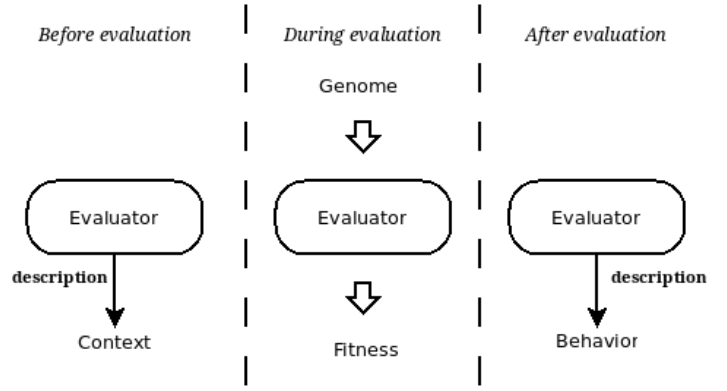 Before evaluation
During evaluation
After evaluation
Genome
Evaluator
Evaluator
Evaluator
description
description
Context
Fitness
Behavior